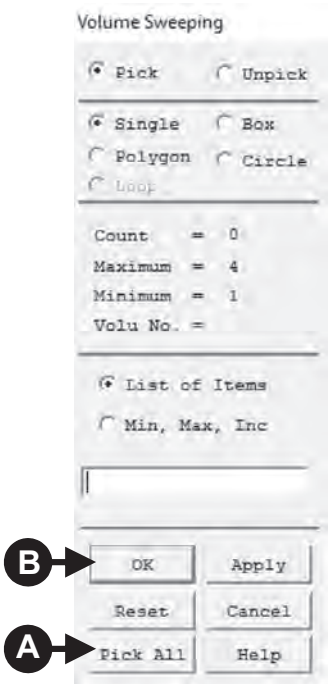 Volume Sweeping
Pick Unpick
Single Box
Polygon Circle
Loop
Count = 0
Maximum = 4
Minimum = 1
Volu No. =
List of Items
Min, Max, Inc
B OK Apply
Reset Cancel
A Pick All Help